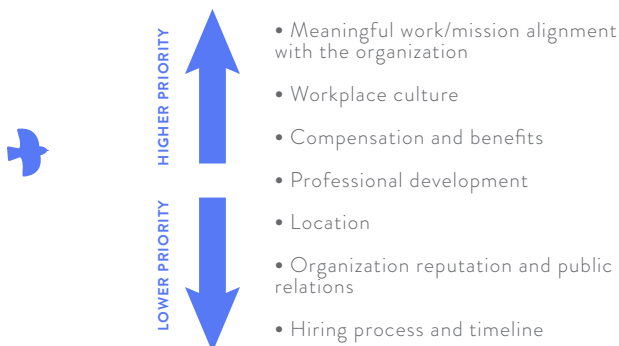 HIGHER PRIORITY
• Meaningful work/mission alignment
with the organization
• Workplace culture
• Compensation and benefits
• Professional development
LOWER PRIORITY
• Location
• Organization reputation and public
relations
• Hiring process and timeline